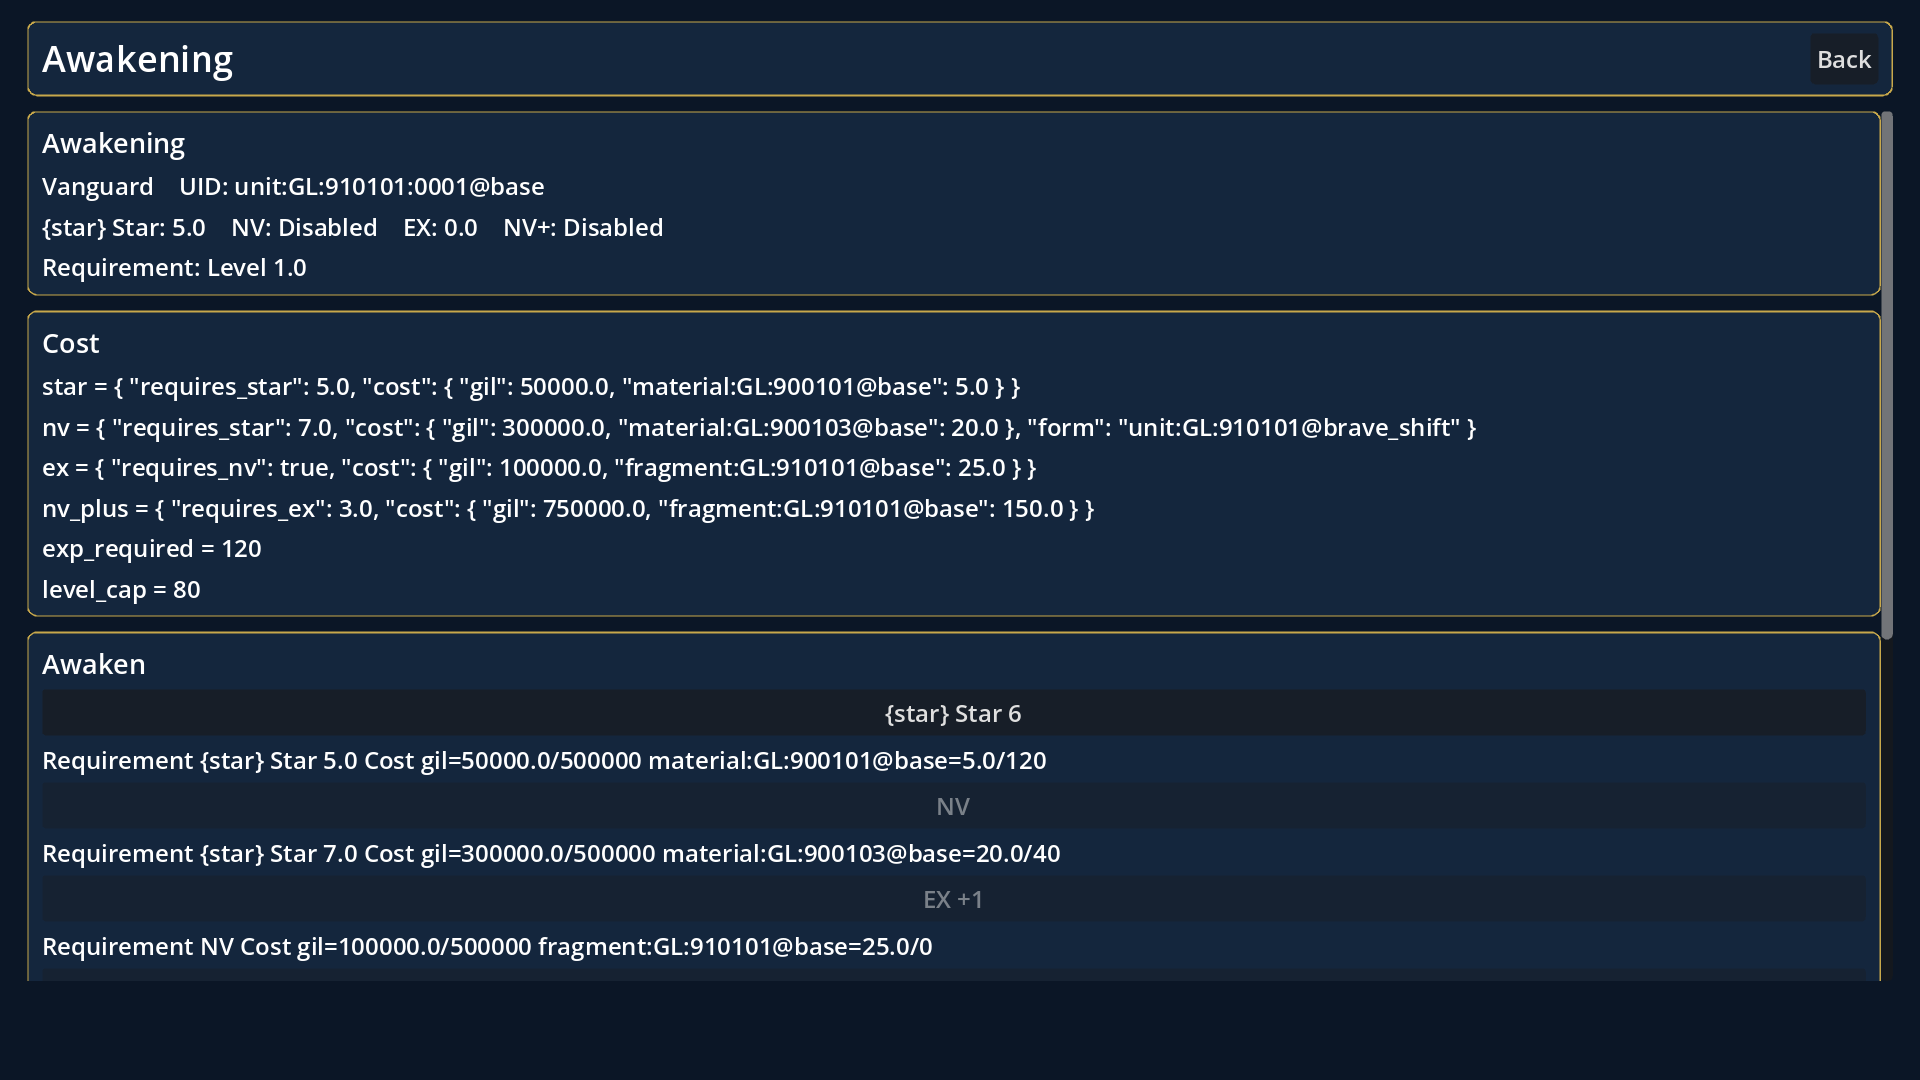 Awakening
Back
Awakening
Vanguard UID: unit:GL:910101:0001@base
{star} Star: 5.0 NV: Disabled EX: 0.0 NV+: Disabled
Requirement: Level 1.0
Cost
star = { "requires_star": 5.0, "cost": { "gil": 50000.0, "material:GL:900101@base": 5.0 } }
nv = { "requires_star": 7.0, "cost": { "gil": 300000.0, "material:GL:900103@base": 20.0 }, "form": "unit:GL:910101@brave_shift" }
ex = { "requires_nv": true, "cost": { "gil": 100000.0, "fragment:GL:910101@base": 25.0 } }
nv_plus = { "requires_ex": 3.0, "cost": { "gil": 750000.0, "fragment:GL:910101@base": 150.0 } }
exp_required = 120
level_cap = 80
Awaken
{star} Star 6
Requirement {star} Star 5.0 Cost gil=50000.0/500000 material:GL:900101@base=5.0/120
NV
Requirement {star} Star 7.0 Cost gil=300000.0/500000 material:GL:900103@base=20.0/40
EX +1
Requirement NV Cost gil=100000.0/500000 fragment:GL:910101@base=25.0/0